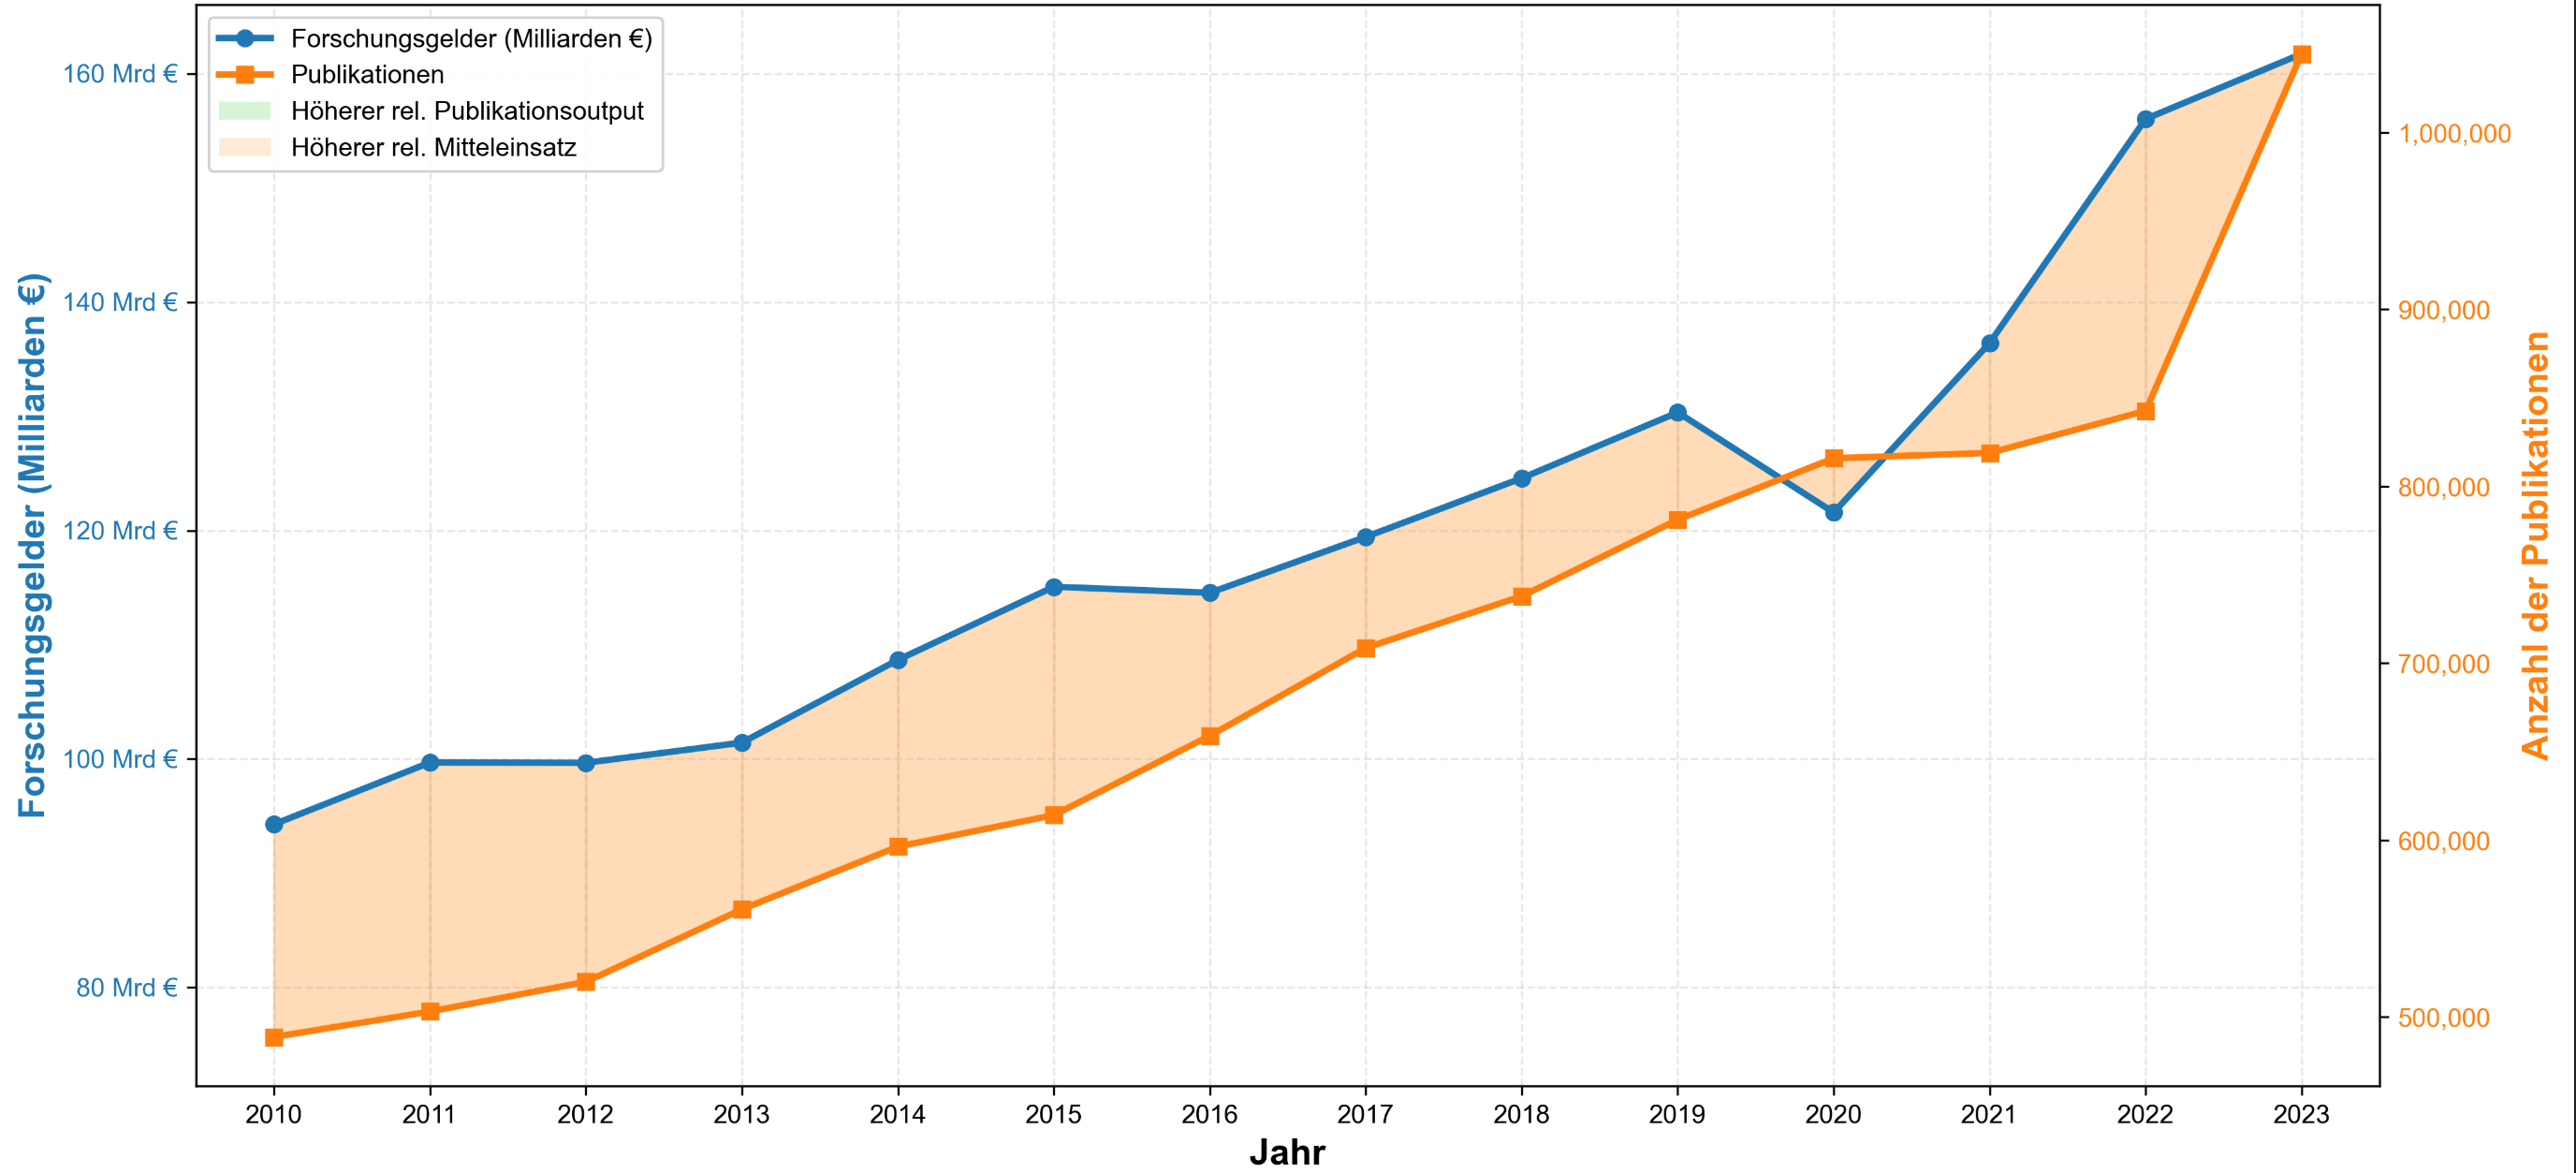 Forschungsgelder (Milliarden €)
Publikationen
Höherer rel. Publikationsoutput
Höherer rel. Mitteleinsatz
Forschungsgelder (Milliarden €)
160 Mrd €
140 Mrd €
120 Mrd €
100 Mrd €
80 Mrd €
1,000,000
900,000
800,000
700,000
600,000
500,000
Anzahl der Publikationen
2010 2011 2012 2013 2014 2015 2016 2017 2018 2019 2020 2021 2022 2023
Jahr